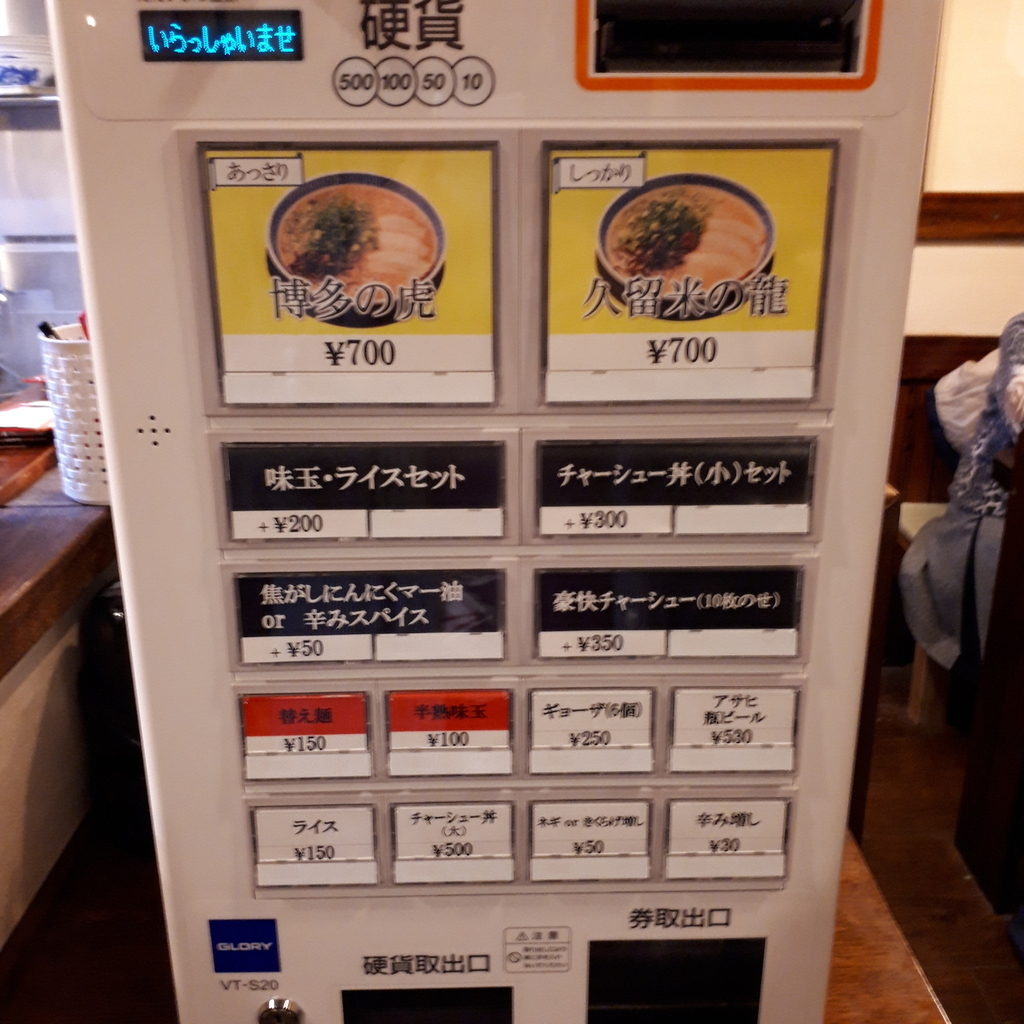 いらっしゃいませ
硬貨
500 100 50 10
あっさり
博多の虎
¥700
しっかり
久留米の龍
¥700
味玉・ライスセット
+¥200
チャーシュー丼(小)セット
+¥300
焦がしにんにくマー油
or 辛みスパイス
+¥50
豪快チャーシュー(10枚のせ)
+¥350
替え麺
¥150
半熟味玉
¥100
ギョーザ(6個)
¥250
アサヒ
瓶ビール
¥530
ライス
¥150
チャーシュー丼
(大)
¥500
ネギ or きくらげ増し
¥50
辛み増し
¥30
GLORY
VT-S20
硬貨取出口
注意
券取出口